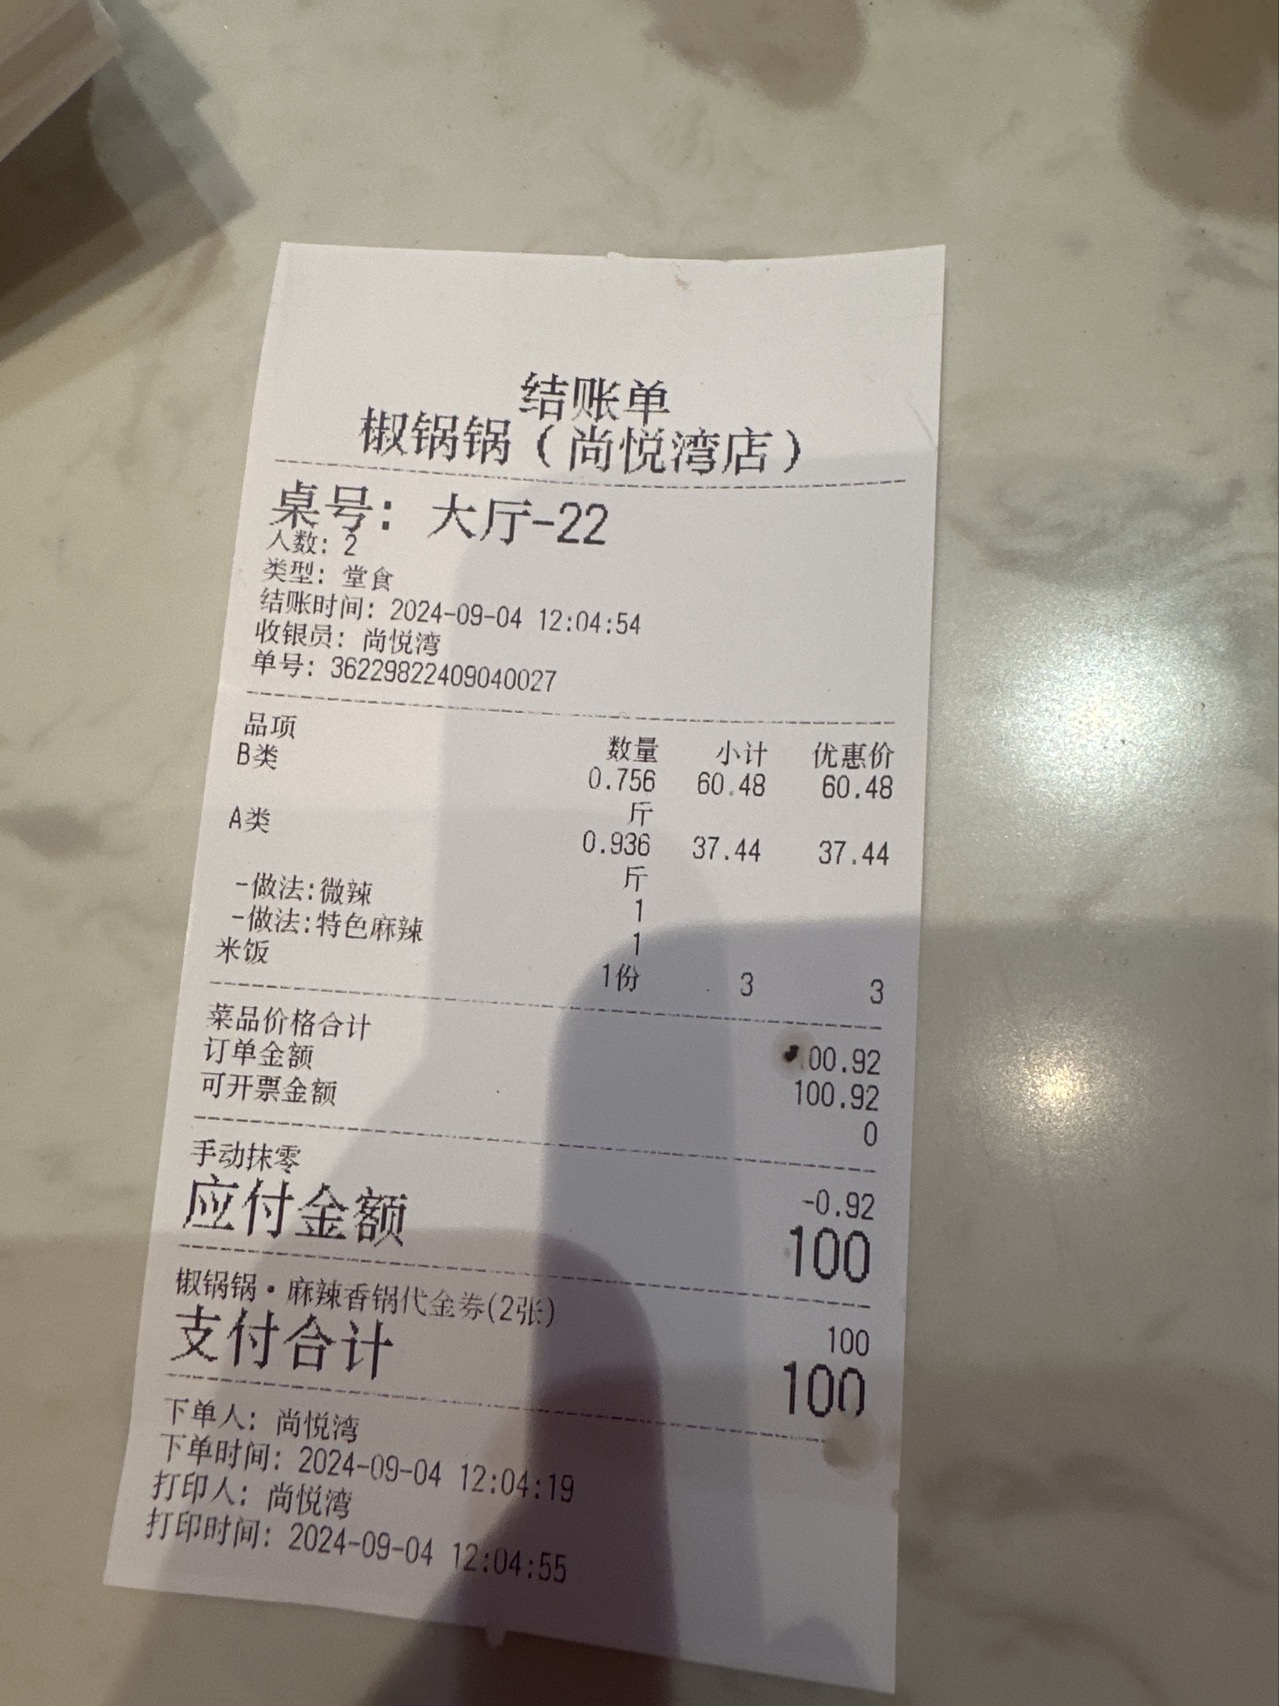 结账单
椒锅锅（尚悦湾店）
桌号：大厅-22
人数：2
类型：堂食
结账时间：2024-09-04 12:04:54
收银员：尚悦湾
单号：36229822409040027
品项 数量 小计 优惠价
B类 0.756斤 60.48 60.48
A类 0.936斤 37.44 37.44
-做法:微辣 1
-做法:特色麻辣 1
米饭 1份 3 3
菜品价格合计 00.92
订单金额 100.92
可开票金额 0
手动抹零 -0.92
应付金额 100
椒锅锅·麻辣香锅代金券(2张) 100
支付合计 100
下单人：尚悦湾
下单时间：2024-09-04 12:04:19
打印人：尚悦湾
打印时间：2024-09-04 12:04:55